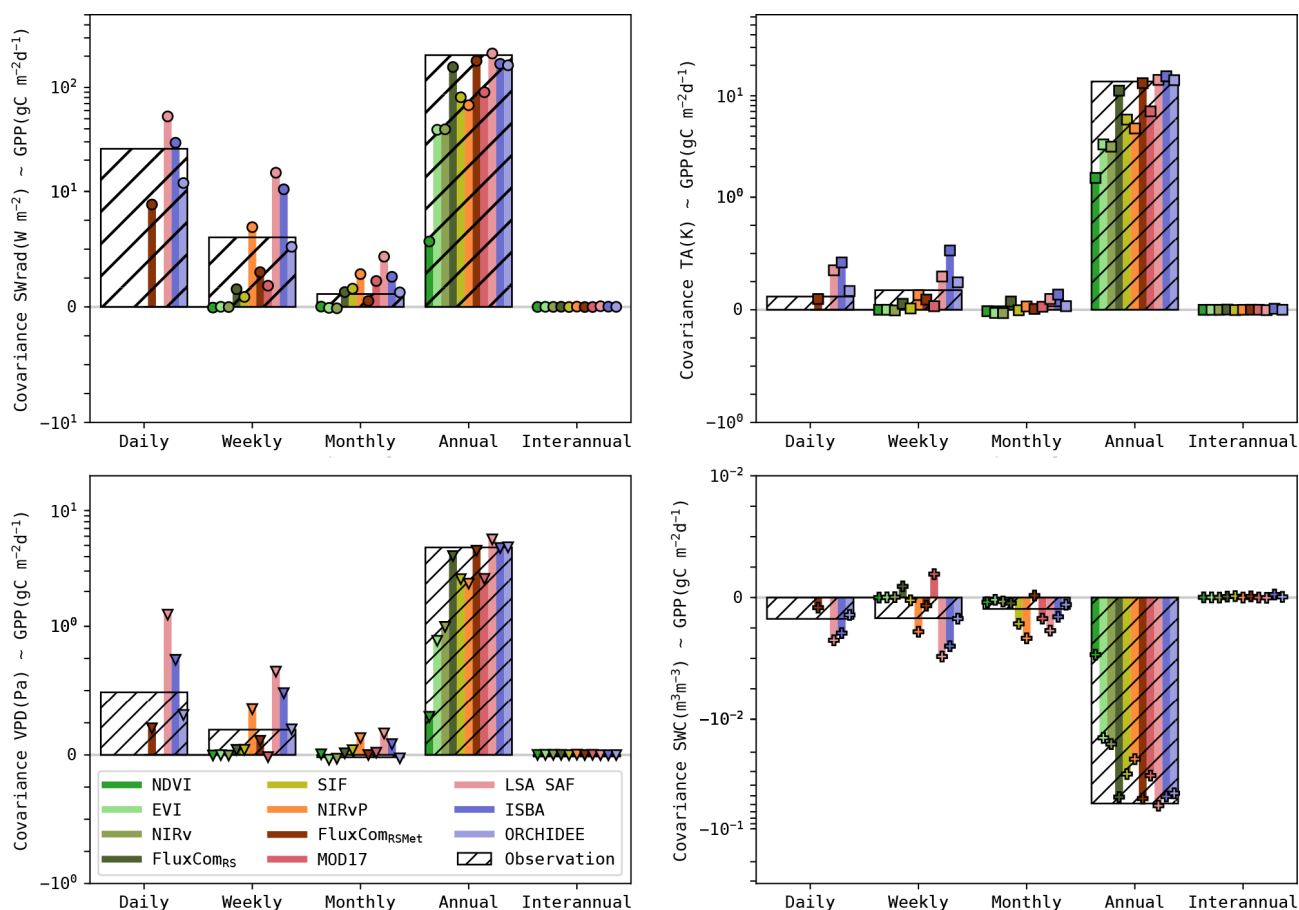 Covariance SWrad(W m⁻²) ~ GPP(gC m⁻²d⁻¹)
10²
10¹
0
−10¹
Daily Weekly Monthly Annual Interannual
Covariance TA(K) ~ GPP(gC m⁻²d⁻¹)
10¹
10⁰
0
−10⁰
Daily Weekly Monthly Annual Interannual
Covariance VPD(Pa) ~ GPP(gC m⁻²d⁻¹)
10¹
10⁰
0
−10⁰
NDVI
EVI
NIRv
FluxCom_RS
SIF
NIRvP
FluxCom_RSMet
MOD17
LSA SAF
ISBA
ORCHIDEE
Observation
Daily Weekly Monthly Annual Interannual
Covariance SWC(m³m⁻³) ~ GPP(gC m⁻²d⁻¹)
10⁻²
0
−10⁻²
−10⁻¹
Daily Weekly Monthly Annual Interannual